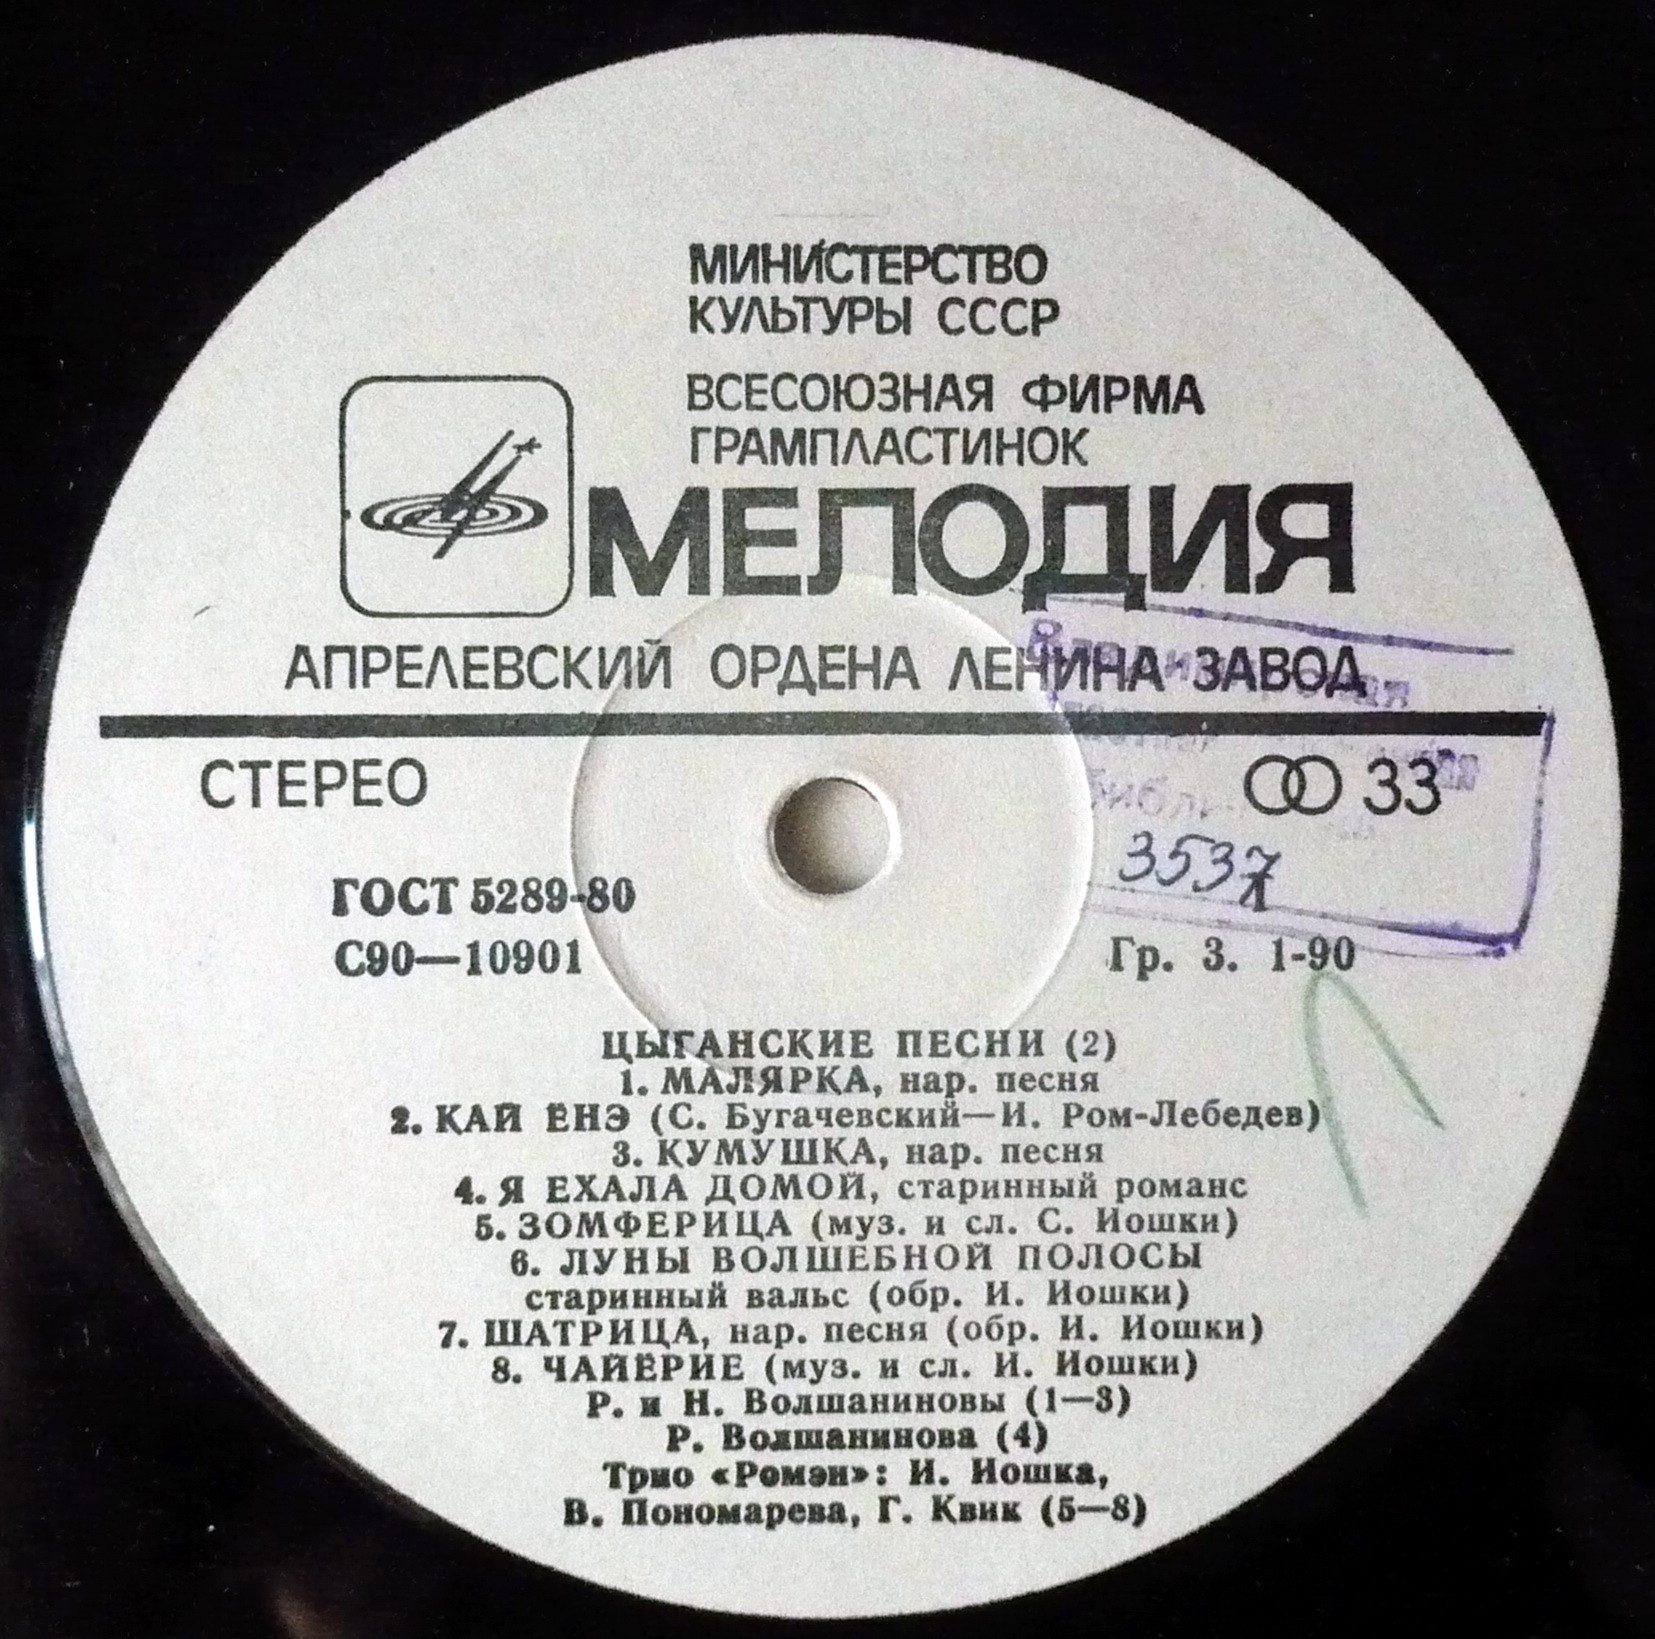 МИНИСТЕРСТВО
КУЛЬТУРЫ СССР
ВСЕСОЮЗНАЯ ФИРМА
ГРАМПЛАСТИНОК
МЕЛОДИЯ
АПРЕЛЕВСКИЙ ОРДЕНА ЛЕНИНА ЗАВОД
СТЕРЕО
33
3537
ГОСТ 5289-80
С90—10901
Гр. 3. 1-90
ЦЫГАНСКИЕ ПЕСНИ (2)
1. МАЛЯРКА, нар. песня
2. КАЙ ЁНЭ (С. Бугачевский—И. Ром-Лебедев)
3. КУМУШКА, нар. песня
4. Я ЕХАЛА ДОМОЙ, старинный романс
5. ЗОМФЕРИЦА (муз. и сл. С. Иошки)
6. ЛУНЫ ВОЛШЕБНОЙ ПОЛОСЫ
старинный вальс (обр. И. Иошки)
7. ШАТРИЦА, нар. песня (обр. И. Иошки)
8. ЧАЙЁРИЕ (муз. и сл. И. Иошки)
Р. и Н. Волшаниновы (1—3)
Р. Волшанинова (4)
Трио «Ромэн»: И. Иошка,
В. Пономарева, Г. Квик (5—8)